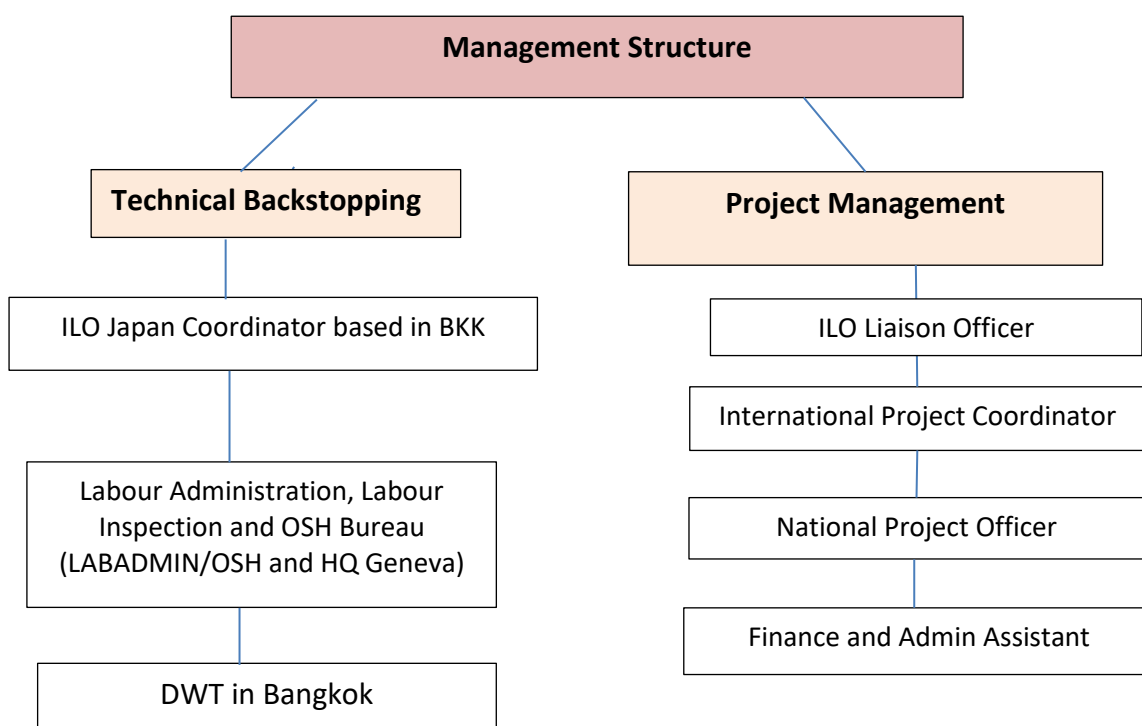 Management Structure
Technical Backstopping
ILO Japan Coordinator based in BKK
Labour Administration, Labour
Inspection and OSH Bureau
(LABADMIN/OSH and HQ Geneva)
DWT in Bangkok
Project Management
ILO Liaison Officer
International Project Coordinator
National Project Officer
Finance and Admin Assistant